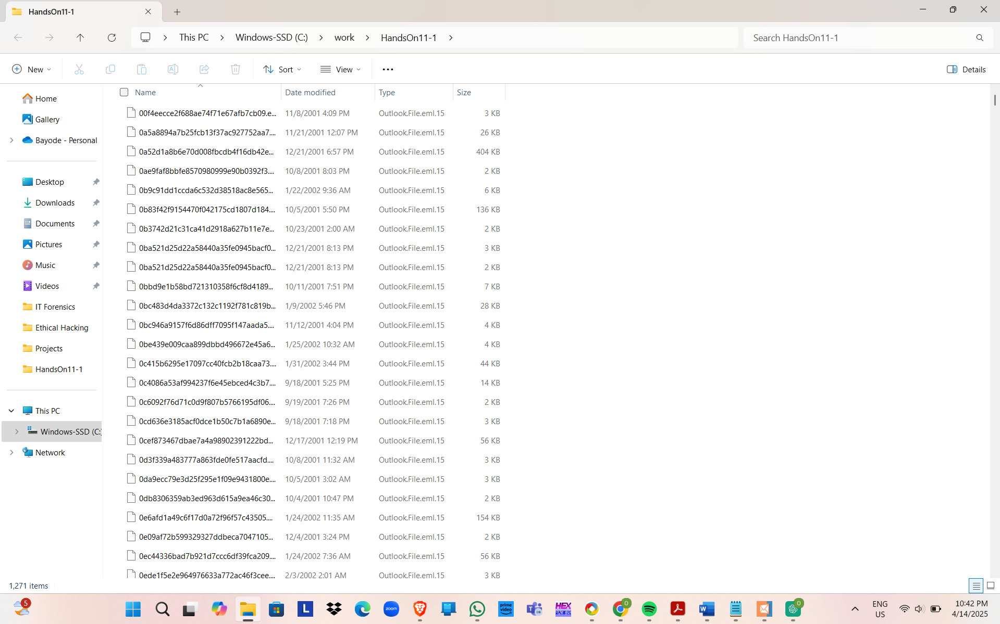 HandsOn11-1
This PC > Windows-SSD (C:) > work > HandsOn11-1 >
Search HandsOn11-1
New
Sort
View
Details
Name Date modified Type Size
Home
Gallery
Bayode - Personal
Desktop
Downloads
Documents
Pictures
Music
Videos
IT Forensics
Ethical Hacking
Projects
HandsOn11-1
This PC
Windows-SSD (C:)
Network
00f4eecce2f688ae74f71e67afb7cb09.e... 11/8/2001 4:09 PM Outlook.File.eml.15 3 KB
0a5a8894a7b25fcb13f37ac927752aa7.... 11/21/2001 12:07 PM Outlook.File.eml.15 26 KB
0a52d1a8b6e70d008fbcdb4f16db42e... 12/21/2001 6:57 PM Outlook.File.eml.15 404 KB
0ae9faf8bbfe8570980999e90b0392f3.... 10/8/2001 8:03 PM Outlook.File.eml.15 2 KB
0b9c91dd1ccda6c532d38518ac8e565... 1/22/2002 9:36 AM Outlook.File.eml.15 6 KB
0b83f42f9154470f042175cd1807d184.... 10/5/2001 5:50 PM Outlook.File.eml.15 136 KB
0b3742d21c31ca41d2918a627b11e7e... 10/23/2001 2:00 AM Outlook.File.eml.15 2 KB
0ba521d25d22a58440a35fe0945bacf0... 12/21/2001 8:13 PM Outlook.File.eml.15 3 KB
0ba521d25d22a58440a35fe0945bacf0... 12/21/2001 8:13 PM Outlook.File.eml.15 2 KB
0bbd9e1b58bd721310358f6cf8d4189... 10/11/2001 7:51 PM Outlook.File.eml.15 7 KB
0bc483d4da3372c132c1192f781c819b... 1/9/2002 5:46 PM Outlook.File.eml.15 28 KB
0bc946a9157f6d86dff7095f147aada5.... 11/12/2001 4:04 PM Outlook.File.eml.15 4 KB
0be439e009caa899dbbd496672e45a6... 1/25/2002 10:32 AM Outlook.File.eml.15 4 KB
0c415b6295e17097cc40fcb2b18caa73.... 1/31/2002 3:44 PM Outlook.File.eml.15 44 KB
0c4086a53af994237f6e45ebced4c3b7.... 9/18/2001 5:25 PM Outlook.File.eml.15 14 KB
0c6092f76d71c0d9f807b5766195df06.... 9/19/2001 7:26 PM Outlook.File.eml.15 2 KB
0cd636e3185acf0dce1b50c7b1a6890e... 9/18/2001 7:18 PM Outlook.File.eml.15 3 KB
0cef873467dbae7a4a98902391222bd... 12/17/2001 12:19 PM Outlook.File.eml.15 56 KB
0d3f339a483777a863fde0fe517aacfd.... 10/8/2001 11:32 AM Outlook.File.eml.15 3 KB
0da9ecc79e3d25f295e1f09e9431800e.... 10/5/2001 3:02 AM Outlook.File.eml.15 3 KB
0db8306359ab3ed963d615a9ea46c30... 10/4/2001 10:47 PM Outlook.File.eml.15 2 KB
0e6afd1a49c6f17d0a72f96f57c43505.... 1/24/2002 11:35 AM Outlook.File.eml.15 154 KB
0e09af72b599329327ddbeca7047105... 12/4/2001 3:24 PM Outlook.File.eml.15 2 KB
0ec44336bad7b921d7ccc6df39fca209.... 1/24/2002 7:36 AM Outlook.File.eml.15 56 KB
0ede1f5e2e964976633a772ac46f3cee.... 2/3/2002 2:01 AM Outlook.File.eml.15 3 KB
1,271 items
5
L
zoom
prime video
HEX
0
W
0
ENG
US
10:42 PM
4/14/2025